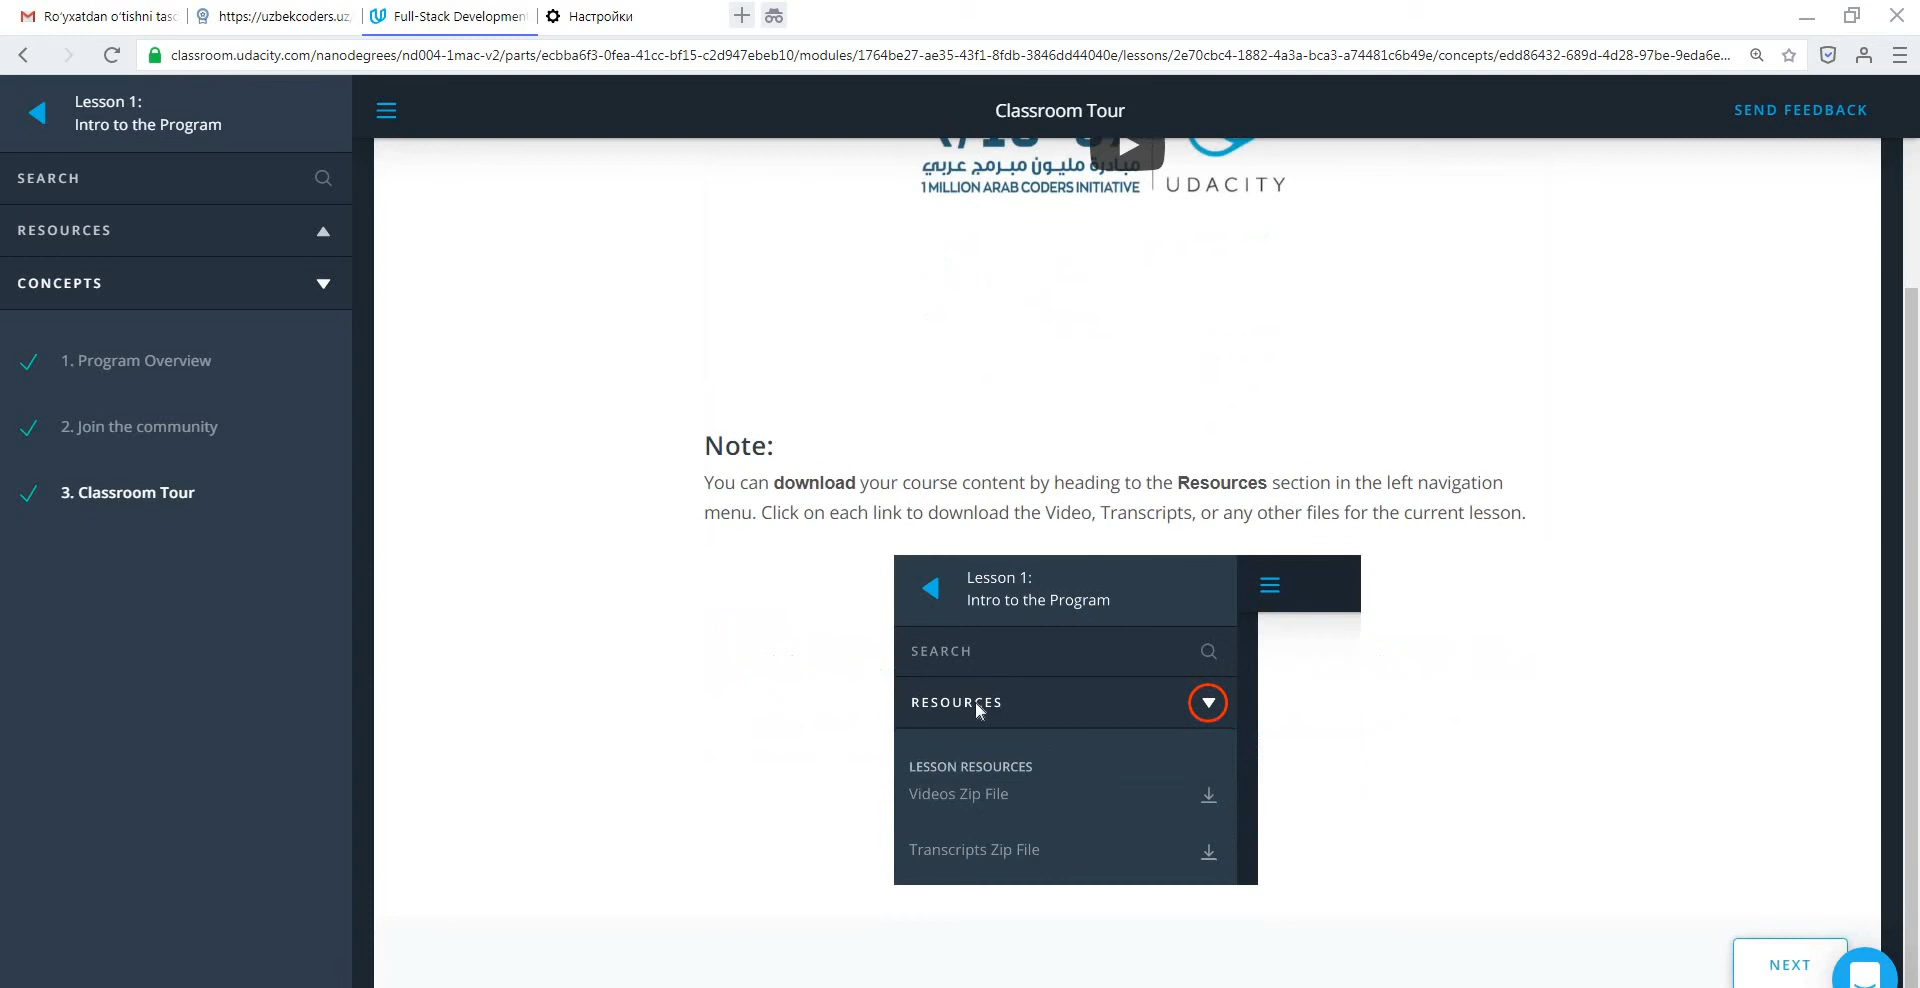 Ro‘yxatdan o‘tishni tasd
https://uzbekcoders.uz
Full-Stack Developmen
Настройки
classroom.udacity.com/nanodegrees/nd004-1mac-v2/parts/ecbba6f3-0fea-41cc-bf15-c2d947ebeb10/modules/1764be27-ae35-43f1-8fdb-3846dd44040e/lessons/2e70cbc4-1882-4a3a-bca3-a74481c6b49e/concepts/edd86432-689d-4d28-97be-9eda6e...
Lesson 1:
Intro to the Program
Classroom Tour
SEND FEEDBACK
SEARCH
RESOURCES
CONCEPTS
1. Program Overview
2. Join the community
3. Classroom Tour
مبادرة مليون مبرمج عربي
1 MILLION ARAB CODERS INITIATIVE
UDACITY
Note:
You can download your course content by heading to the Resources section in the left navigation
menu. Click on each link to download the Video, Transcripts, or any other files for the current lesson.
Lesson 1:
Intro to the Program
SEARCH
RESOURCES
LESSON RESOURCES
Videos Zip File
Transcripts Zip File
NEXT